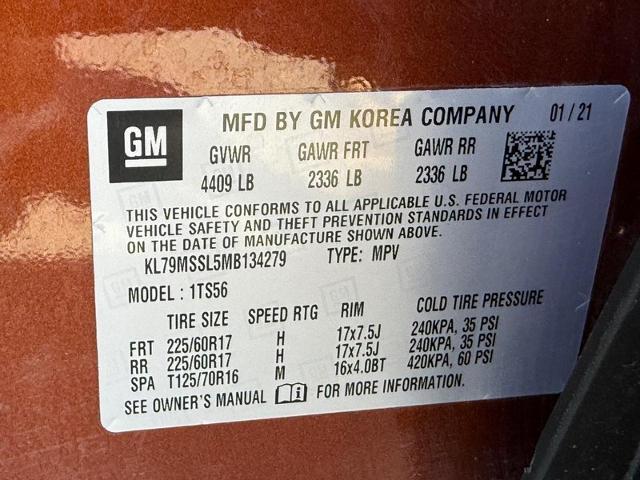 GM
MFD BY GM KOREA COMPANY 01 / 21
GVWR GAWR FRT GAWR RR
4409 LB 2336 LB 2336 LB
THIS VEHICLE CONFORMS TO ALL APPLICABLE U.S. FEDERAL MOTOR
VEHICLE SAFETY AND THEFT PREVENTION STANDARDS IN EFFECT
ON THE DATE OF MANUFACTURE SHOWN ABOVE.
KL79MSSL5MB134279 TYPE: MPV
MODEL : 1TS56
TIRE SIZE SPEED RTG RIM COLD TIRE PRESSURE
FRT 225/60R17 H 17x7.5J 240KPA, 35 PSI
RR 225/60R17 H 17x7.5J 240KPA, 35 PSI
SPA T125/70R16 M 16x4.0BT 420KPA, 60 PSI
SEE OWNER'S MANUAL FOR MORE INFORMATION.